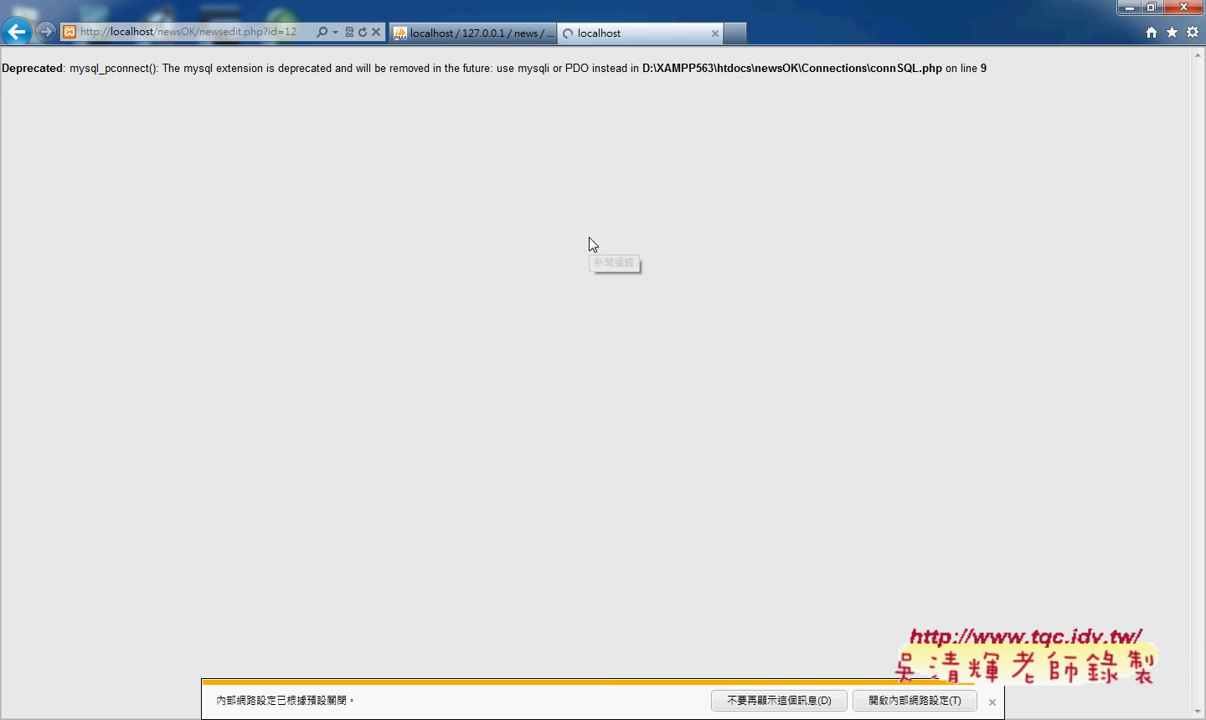 http://localhost/newsOK/newsedit.php?id=12
localhost / 127.0.0.1 / news / ...
localhost
Deprecated: mysql_pconnect(): The mysql extension is deprecated and will be removed in the future: use mysqli or PDO instead in D:\XAMPP563\htdocs\newsOK\Connections\connSQL.php on line 9
http://www.tqc.idv.tw/
吳清輝老師錄製
內部網路設定已根據預設關閉。
不要再顯示這個訊息(D)
開啟內部網路設定(T)